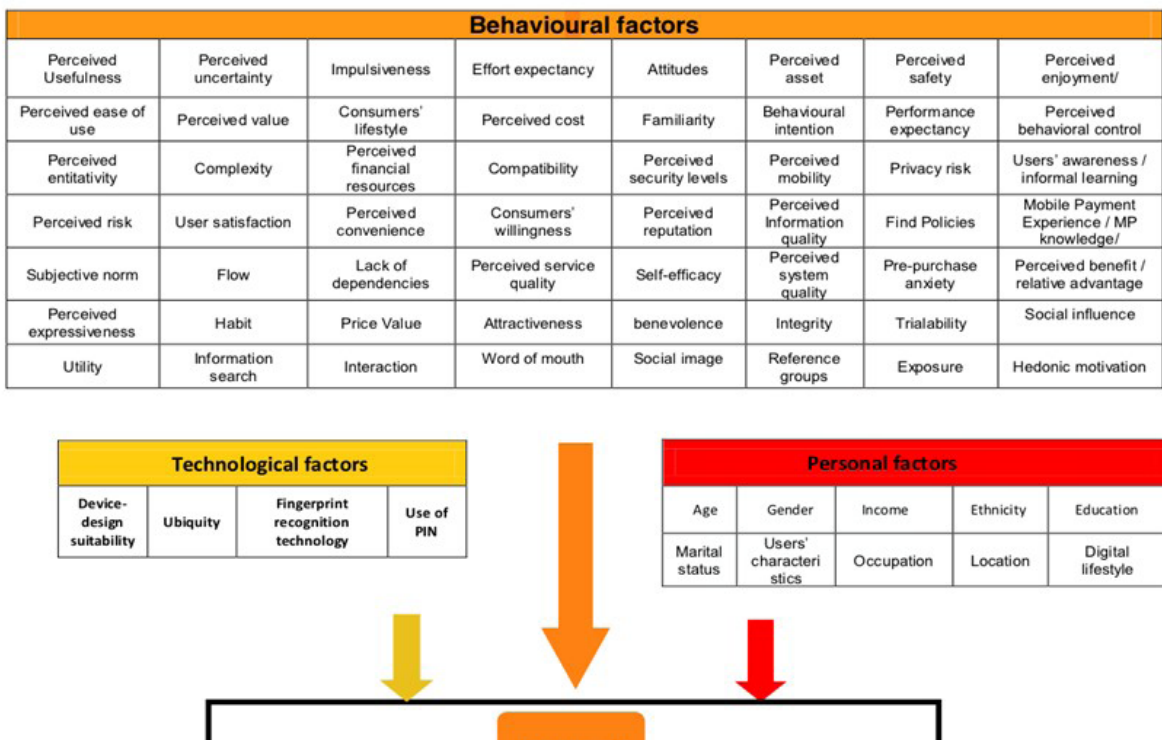 Behavioural factors
Perceived
Usefulness
Perceived
uncertainty
Impulsiveness
Effort expectancy
Attitudes
Perceived
asset
Perceived
safety
Perceived
enjoyment/
Perceived ease of
use
Perceived value
Consumers'
lifestyle
Perceived cost
Familiarity
Behavioural
intention
Performance
expectancy
Perceived
behavioral control
Perceived
entitativity
Complexity
Perceived
financial
resources
Compatibility
Perceived
security levels
Perceived
mobility
Privacy risk
Users' awareness /
informal learning
Perceived risk
User satisfaction
Perceived
convenience
Consumers'
willingness
Perceived
reputation
Perceived
Information
quality
Find Policies
Mobile Payment
Experience / MP
knowledge/
Subjective norm
Flow
Lack of
dependencies
Perceived service
quality
Self-efficacy
Perceived
system
quality
Pre-purchase
anxiety
Perceived benefit /
relative advantage
Perceived
expressiveness
Habit
Price Value
Attractiveness
benevolence
Integrity
Trialability
Social influence
Utility
Information
search
Interaction
Word of mouth
Social image
Reference
groups
Exposure
Hedonic motivation
Technological factors
Device-
design
suitability
Ubiquity
Fingerprint
recognition
technology
Use of
PIN
Personal factors
Age
Gender
Income
Ethnicity
Education
Marital
status
Users'
characteri
stics
Occupation
Location
Digital
lifestyle